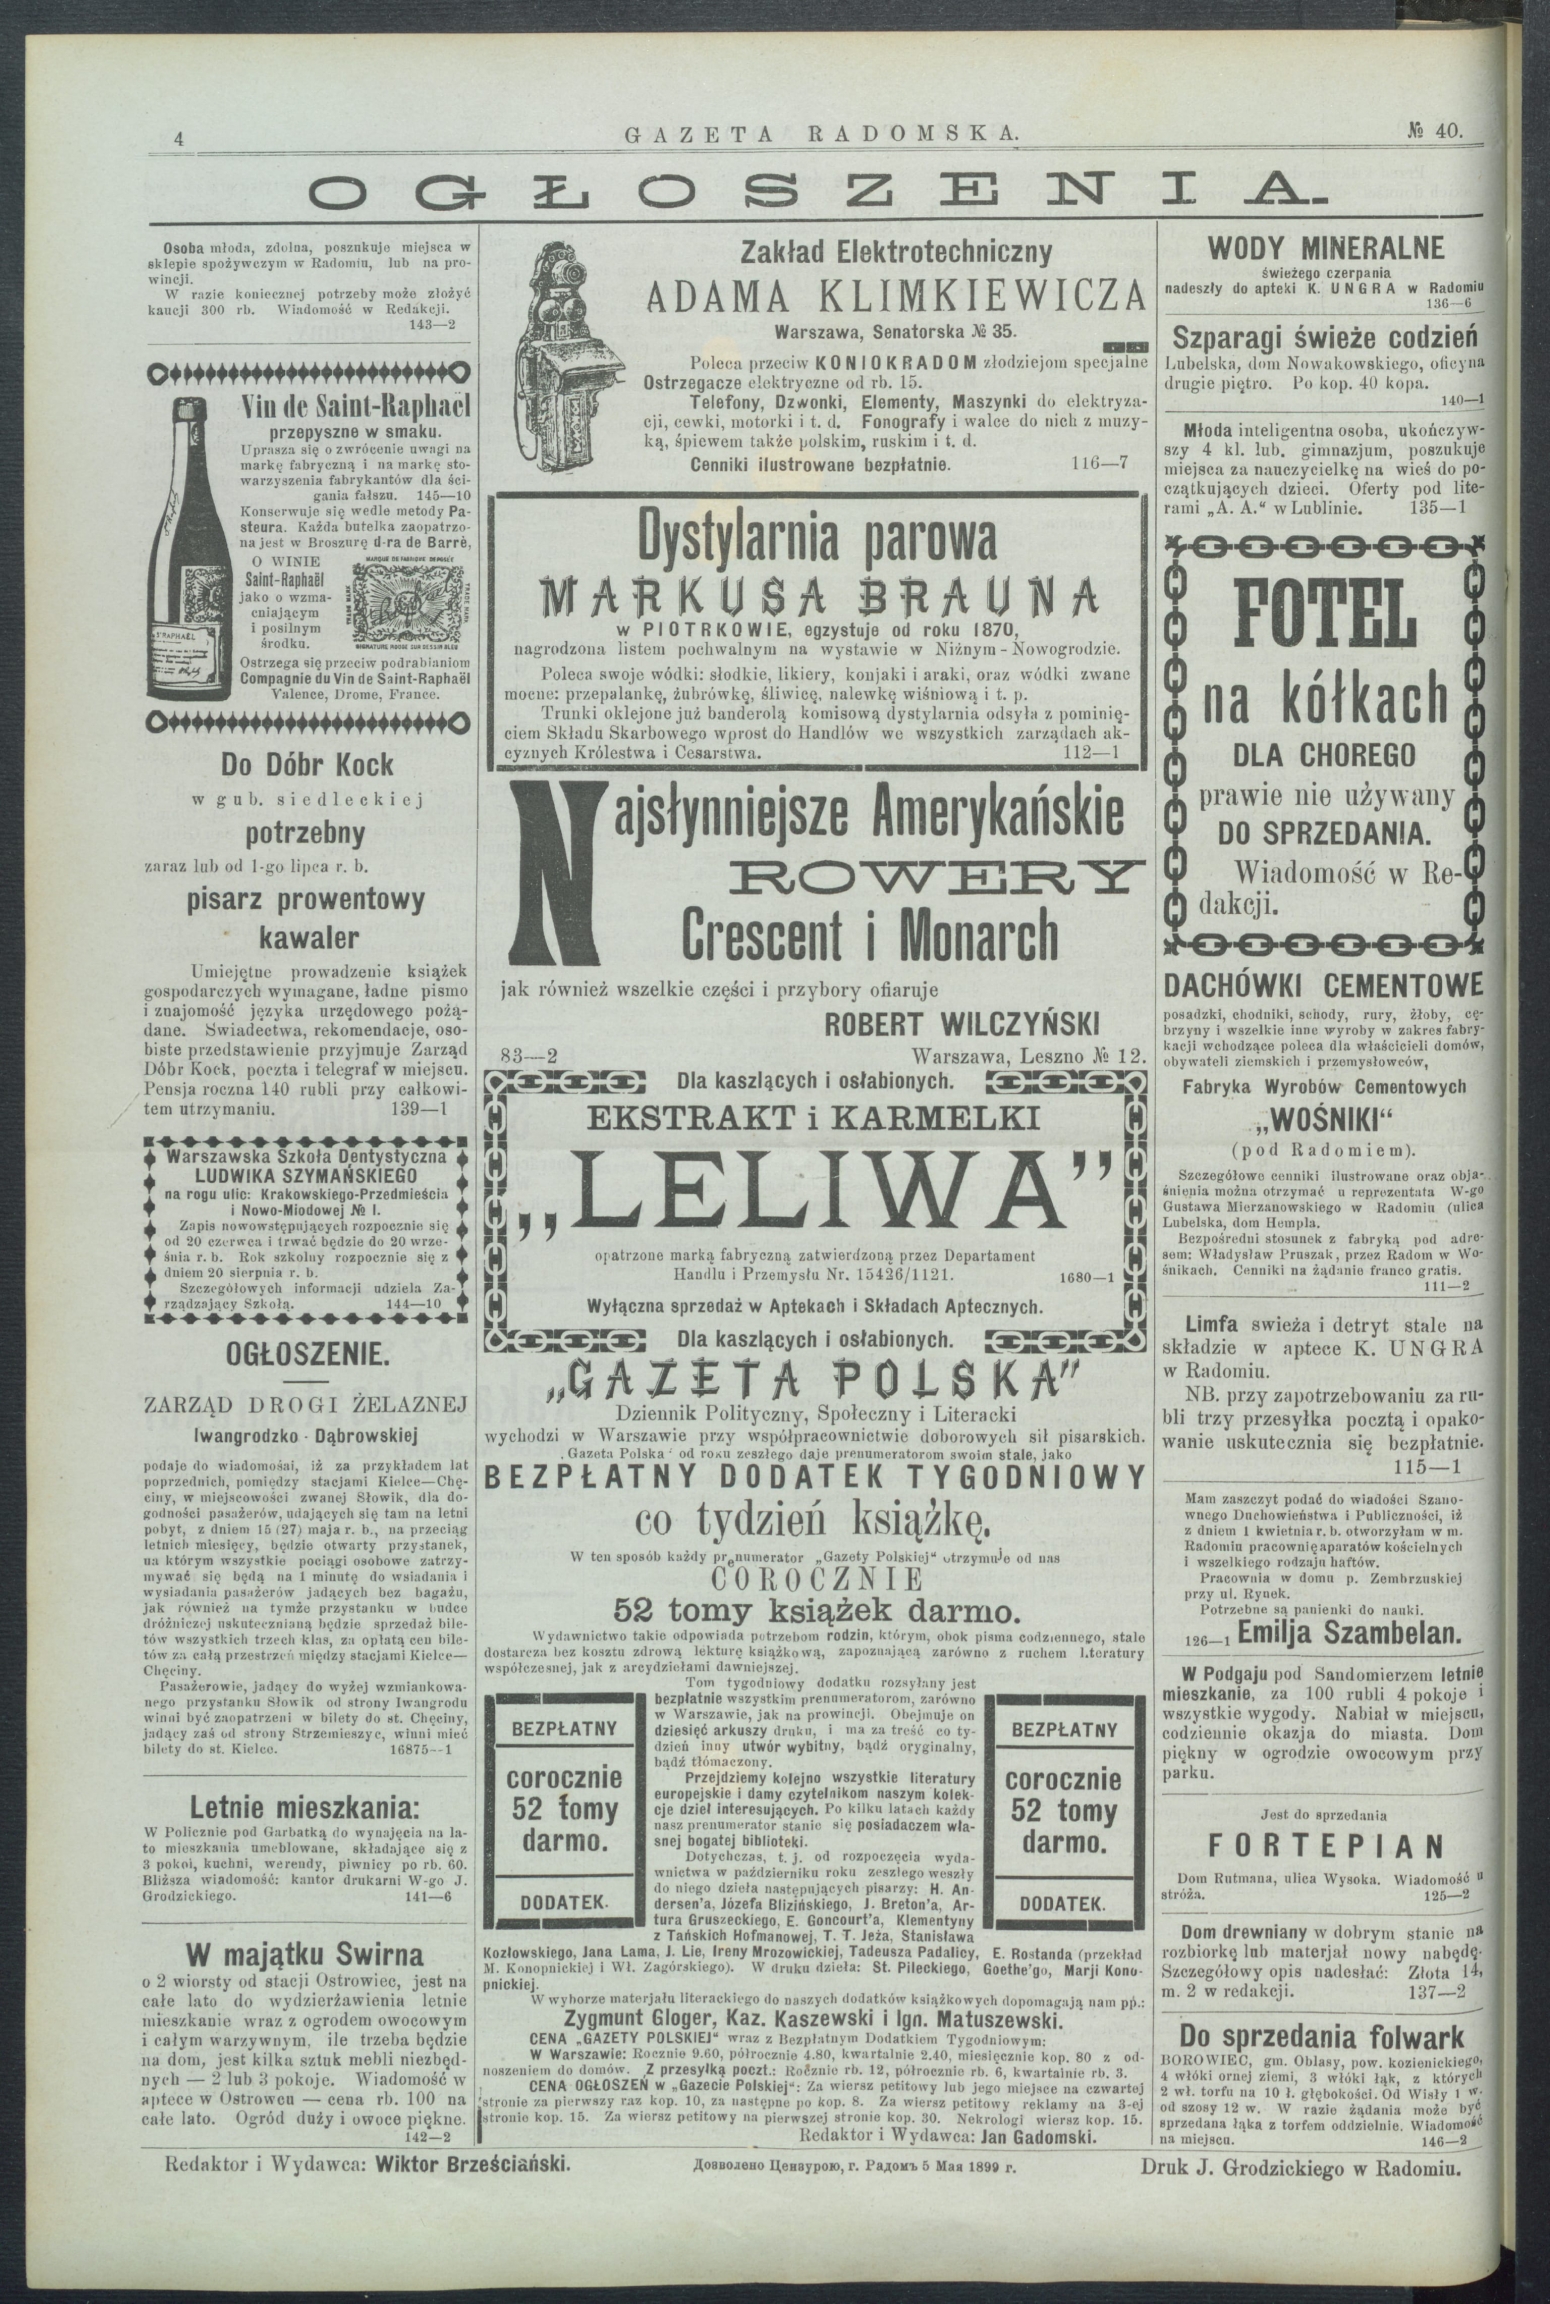 4
GAZETA RADOMSKA.
№ 40.
OGŁOSZENIA.
Osoba młoda, zdolna, poszukuje miejsca w
sklepie spożywczym w Radomiu, lub na pro-
wincji.
W razie koniecznej potrzeby może złożyć
kaucji 300 rb. Wiadomość w Redakcji.
143—2
Vin de Saint-Raphaël
przepyszne w smaku.
Uprasza się o zwrócenie uwagi na
markę fabryczną i na markę sto-
warzyszenia fabrykantów dla ści-
gania fałszu. 145—10
Konserwuje się wedle metody Pa-
steura. Każda butelka zaopatrzo-
na jest w Broszurę d-ra de Barrè,
O WINIE
Saint-Raphaël
jako o wzma-
cniającym
i posilnym
środku.
MARQUE DE FABRIQUE DEPOSÉE
TRADE MARK
TRADE MARK
SIGNATURE ROUGE SUR DESSIN BLEU
St RAPHAËL
Ostrzega się przeciw podrabianiom
Compagnie du Vin de Saint-Raphaël
Valence, Drome, France.
Do Dóbr Kock
w gub. siedleckiej
potrzebny
zaraz lub od 1-go lipca r. b.
pisarz prowentowy
kawaler
Umiejętne prowadzenie książek
gospodarczych wymagane, ładne pismo
i znajomość języka urzędowego pożą-
dane. Swiadectwa, rekomendacje, oso-
biste przedstawienie przyjmuje Zarząd
Dóbr Kock, poczta i telegraf w miejscu.
Pensja roczna 140 rubli przy całkowi-
tem utrzymaniu. 139—1
Warszawska Szkoła Dentystyczna
LUDWIKA SZYMAŃSKIEGO
na rogu ulic: Krakowskiego-Przedmieścia
i Nowo-Miodowej № 1.
Zapis nowowstępujących rozpocznie się
od 20 czerwca i trwać będzie do 20 wrze-
śnia r. b. Rok szkolny rozpocznie się z
dniem 20 sierpnia r. b.
Szczegółowych informacji udziela Za-
rządzający Szkołą. 144—10
OGŁOSZENIE.
ZARZĄD DROGI ŻELAZNEJ
Iwangrodzko - Dąbrowskiej
podaje do wiadomości, iż za przykładem lat
poprzednich, pomiędzy stacjami Kielce—Chę-
ciny, w miejscowości zwanej Słowik, dla do-
godności pasażerów, udających się tam na letni
pobyt, z dniem 15 (27) maja r. b., na przeciąg
letnich miesięcy, będzie otwarty przystanek,
na którym wszystkie pociągi osobowe zatrzy-
mywać się będą na 1 minutę do wsiadania i
wysiadania pasażerów jadących bez bagażu,
jak również na tymże przystanku w budce
dróżniczej uskutecznianą będzie sprzedaż bile-
tów wszystkich trzech klas, za opłatą cen bile-
tów za całą przestrzeń między stacjami Kielce—
Chęciny.
Pasażerowie, jadący do wyżej wzmiankowa-
nego przystanku Słowik od strony Iwangrodu
winni być zaopatrzeni w bilety do st. Chęciny,
jadący zaś od strony Strzemieszyc, winni mieć
bilety do st. Kielce. 16875—1
Letnie mieszkania:
W Policznie pod Garbatką do wynajęcia na la-
to mieszkania umeblowane, składające się z
3 pokoi, kuchni, werendy, piwnicy po rb. 60.
Bliższa wiadomość: kantor drukarni W-go J.
Grodzickiego. 141—6
W majątku Swirna
o 2 wiorsty od stacji Ostrowiec, jest na
całe lato do wydzierżawienia letnie
mieszkanie wraz z ogrodem owocowym
i całym warzywnym, ile trzeba będzie
na dom, jest kilka sztuk mebli niezbęd-
nych — 2 lub 3 pokoje. Wiadomość w
aptece w Ostrowcu — cena rb. 100 na
całe lato. Ogród duży i owoce piękne.
142—2
Zakład Elektrotechniczny
ADAMA KLIMKIEWICZA
Warszawa, Senatorska № 35.
Poleca przeciw KONIOKRADOM złodziejom specjalne
Ostrzegacze elektryczne od rb. 15.
Telefony, Dzwonki, Elementy, Maszynki do elektryza-
cji, cewki, motorki i t. d. Fonografy i walce do nich z muzy-
ką, śpiewem także polskim, ruskim i t. d.
Cenniki ilustrowane bezpłatnie. 116—7
Dystylarnia parowa
MARKUSA BRAUNA
w PIOTRKOWIE, egzystuje od roku 1870,
nagrodzona listem pochwalnym na wystawie w Niżnym-Nowogrodzie.
Poleca swoje wódki: słodkie, likiery, konjaki i araki, oraz wódki zwane
mocne: przepalankę, żubrówkę, śliwicę, nalewkę wiśniową i t. p.
Trunki oklejone już banderolą komisową dystylarnia odsyła z pominię-
ciem Składu Skarbowego wprost do Handlów we wszystkich zarządach ak-
cyznych Królestwa i Cesarstwa. 112—1
Najsłynniejsze Amerykańskie
ROWERY
Crescent i Monarch
jak również wszelkie części i przybory ofiaruje
ROBERT WILCZYŃSKI
83—2 Warszawa, Leszno № 12.
Dla kaszlących i osłabionych.
EKSTRAKT i KARMELKI
„LELIWA”
opatrzone marką fabryczną zatwierdzoną przez Departament
Handlu i Przemysłu Nr. 15426/1121. 1680—1
Wyłączna sprzedaż w Aptekach i Składach Aptecznych.
Dla kaszlących i osłabionych.
„GAZETA POLSKA”
Dziennik Polityczny, Społeczny i Literacki
wychodzi w Warszawie przy współpracownictwie doborowych sił pisarskich.
„Gazeta Polska“ od roku zeszłego daje prenumeratorom swoim stale, jako
BEZPŁATNY DODATEK TYGODNIOWY
co tydzień książkę.
W ten sposób każdy prenumerator „Gazety Polskiej“ otrzymuje od nas
COROCZNIE
52 tomy książek darmo.
Wydawnictwo takie odpowiada potrzebom rodzin, którym, obok pisma codziennego, stale
dostarcza bez kosztu zdrową lekturę książkową, zapoznającą zarówno z ruchem literatury
współczesnej, jak z arcydziełami dawniejszej.
BEZPŁATNY
corocznie
52 tomy
darmo.
DODATEK.
Tom tygodniowy dodatku rozsyłany jest
bezpłatnie wszystkim prenumeratorom, zarówno
w Warszawie, jak na prowincji. Obejmuje on
dziesięć arkuszy druku, i ma za treść co ty-
dzień inny utwór wybitny, bądź oryginalny,
bądź tłómaczony.
Przejdziemy kolejno wszystkie literatury
europejskie i damy czytelnikom naszym kolek-
cje dzieł interesujących. Po kilku latach każdy
nasz prenumerator stanie się posiadaczem wła-
snej bogatej biblioteki.
Dotychczas, t. j. od rozpoczęcia wyda-
wnictwa w październiku roku zeszłego weszły
do niego dzieła następujących pisarzy: H. An-
dersen'a, Józefa Blizińskiego, J. Breton'a, Ar-
tura Gruszeckiego, E. Goncourt'a, Klementyny
z Tańskich Hofmanowej, T. T. Jeża, Stanisława
BEZPŁATNY
corocznie
52 tomy
darmo.
DODATEK.
Kozłowskiego, Jana Lama, J. Lie, Ireny Mrozowickiej, Tadeusza Padalicy, E. Rostanda (przekład
M. Konopnickiej i Wł. Zagórskiego). W druku dzieła: St. Pileckiego, Goethe'go, Marji Kono-
pnickiej.
W wyborze materjału literackiego do naszych dodatków książkowych dopomagają nam pp.:
Zygmunt Gloger, Kaz. Kaszewski i Ign. Matuszewski.
CENA „GAZETY POLSKIEJ“ wraz z Bezpłatnym Dodatkiem Tygodniowym:
W Warszawie: Rocznie 9.60, półrocznie 4.80, kwartalnie 2.40, miesięcznie kop. 80 z od-
noszeniem do domów. Z przesyłką poczt.: Rocznie rb. 12, półrocznie rb. 6, kwartalnie rb. 3.
CENA OGŁOSZEŃ w „Gazecie Polskiej“: Za wiersz petitowy lub jego miejsce na czwartej
stronie za pierwszy raz kop. 10, za następne po kop. 8. Za wiersz petitowy reklamy na 3-ej
stronie kop. 15. Za wiersz petitowy na pierwszej stronie kop. 30. Nekrologi wiersz kop. 15.
Redaktor i Wydawca: Jan Gadomski.
WODY MINERALNE
świeżego czerpania
nadeszły do apteki K. UNGRA w Radomiu
136—6
Szparagi świeże codzień
Lubelska, dom Nowakowskiego, oficyna
drugie piętro. Po kop. 40 kopa.
140—1
Młoda inteligentna osoba, ukończyw-
szy 4 kl. lub. gimnazjum, poszukuje
miejsca za nauczycielkę na wieś do po-
czątkujących dzieci. Oferty pod lite-
rami „A. A.“ w Lublinie. 135—1
FOTEL
na kółkach
DLA CHOREGO
prawie nie używany
DO SPRZEDANIA.
Wiadomość w Re-
dakcji.
DACHÓWKI CEMENTOWE
posadzki, chodniki, schody, rury, żłoby, cę-
brzyny i wszelkie inne wyroby w zakres fabry-
kacji wchodzące poleca dla właścicieli domów,
obywateli ziemskich i przemysłowców,
Fabryka Wyrobów Cementowych
„WOŚNIKI“
(pod Radomiem).
Szczegółowe cenniki ilustrowane oraz obja-
śnienia można otrzymać u reprezentata W-go
Gustawa Mierzanowskiego w Radomiu (ulica
Lubelska, dom Hempla.
Bezpośredni stosunek z fabryką pod adre-
sem: Władysław Pruszak, przez Radom w Wo-
śnikach. Cenniki na żądanie franco gratis.
111—2
Limfa swieża i detryt stale na
składzie w aptece K. UNGRA
w Radomiu.
NB. przy zapotrzebowaniu za ru-
bli trzy przesyłka pocztą i opako-
wanie uskutecznia się bezpłatnie.
115—1
Mam zaszczyt podać do wiadości Szano-
wnego Duchowieństwa i Publiczności, iż
z dniem 1 kwietnia r. b. otworzyłam w m.
Radomiu pracownię aparatów kościelnych
i wszelkiego rodzaju haftów.
Pracownia w domu p. Zembrzuskiej
przy ul. Rynek.
Potrzebne są panienki do nauki.
126—1 Emilja Szambelan.
W Podgaju pod Sandomierzem letnie
mieszkanie, za 100 rubli 4 pokoje i
wszystkie wygody. Nabiał w miejscu,
codziennie okazja do miasta. Dom
piękny w ogrodzie owocowym przy
parku.
Jest do sprzedania
FORTEPIAN
Dom Rutmana, ulica Wysoka. Wiadomość u
stróża. 125—2
Dom drewniany w dobrym stanie na
rozbiorkę lub materjał nowy nabędę.
Szczegółowy opis nadesłać: Złota 14,
m. 2 w redakcji. 137—2
Do sprzedania folwark
BOROWIEC, gm. Oblasy, pow. kozienickiego,
4 włóki ornej ziemi, 3 włóki łąk, z których
2 wł. torfu na 10 ł. głębokości. Od Wisły 1 w.
od szosy 12 w. W razie żądania może być
sprzedana łąka z torfem oddzielnie. Wiadomość
na miejscu. 146—2
Redaktor i Wydawca: Wiktor Brześciański.
Дозволено Цензурою, г. Радомъ 5 Мая 1899 г.
Druk J. Grodzickiego w Radomiu.